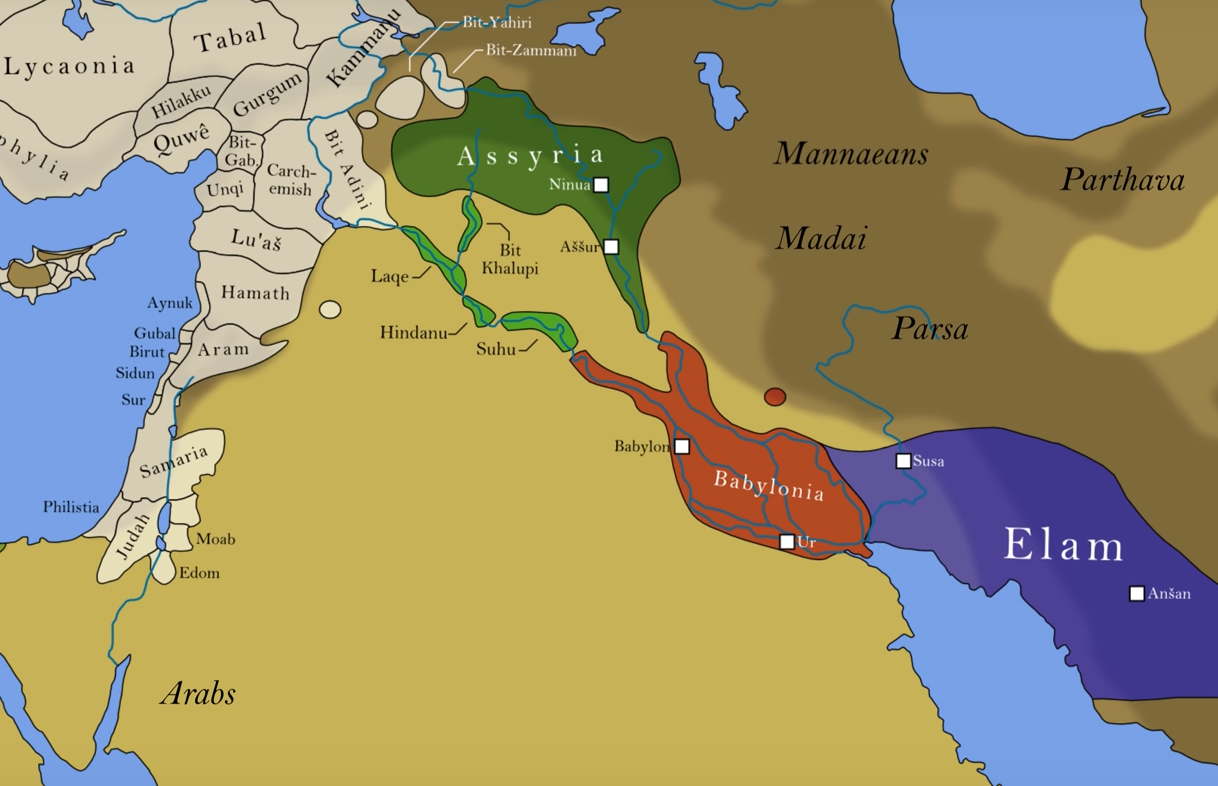 Bit-Yahiri
Bit-Zammani
Tabal
Kammanu
Lycaonia
Hilakku
Gurgum
phylia
Quwê
Bit-
Gab.
Carch-
emish
Bit Adini
Unqi
Assyria
Ninua
Mannaeans
Parthava
Lu'aš
Aššur
Madai
Bit
Khalupi
Laqe
Hamath
Aynuk
Gubal
Hindanu
Parsa
Birut
Aram
Suhu
Sidun
Sur
Babylon
Samaria
Susa
Babylonia
Philistia
Judah
Moab
Ur
Elam
Edom
Anšan
Arabs